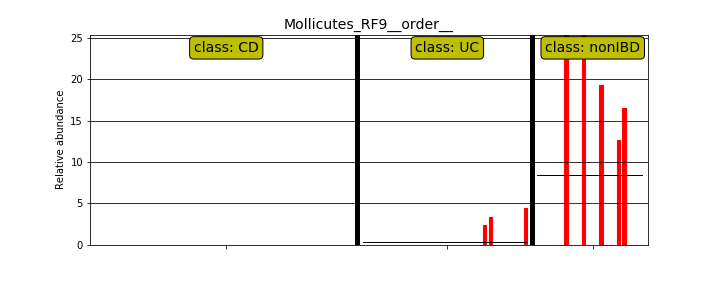 Mollicutes_RF9__order__
class: CD
class: UC
class: nonIBD
Relative abundance
25
20
15
10
5
0